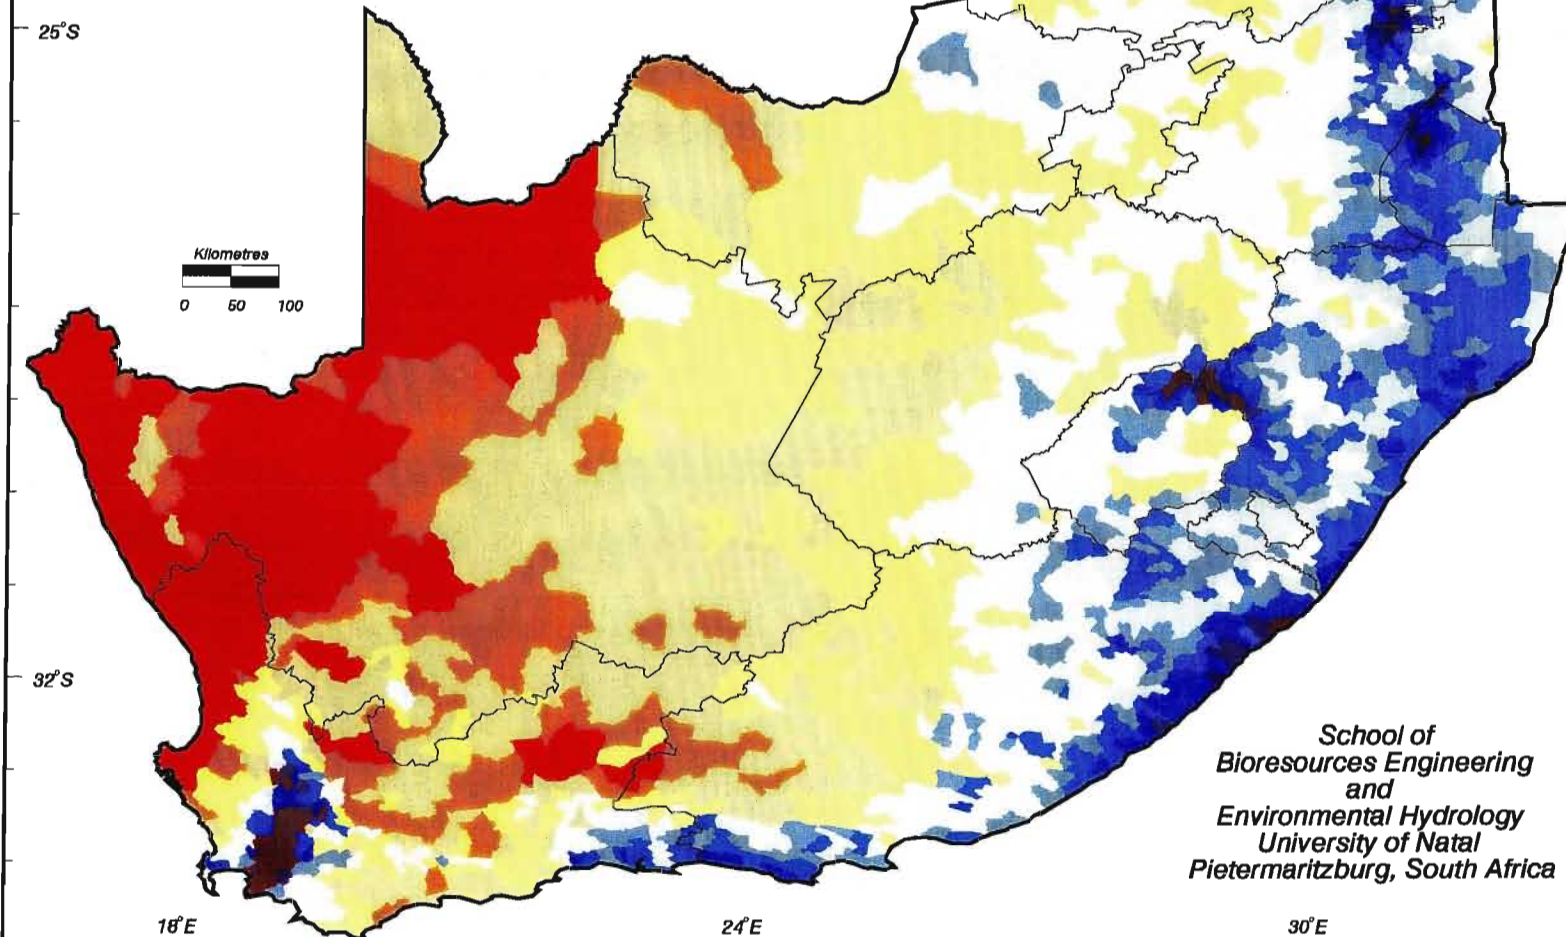 25°S
Kilometres
0 50 100
32°S
School of
Bioresources Engineering
and
Environmental Hydrology
University of Natal
Pietermaritzburg, South Africa
18°E 24°E 30°E